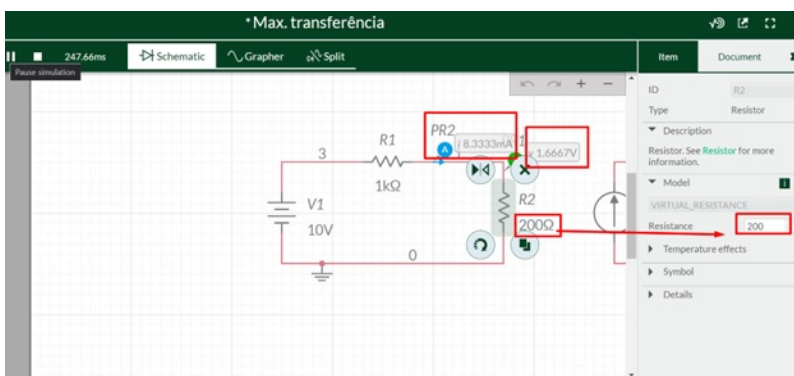 *Max. transferência
247.66ms
Schematic
Grapher
Split
Item
Document
Pause simulation
ID
R2
Type
Resistor
Description
Resistor. See Resistor for more
information.
Model
VIRTUAL_RESISTANCE
Resistance
200
Temperature effects
Symbol
Details
PR2
i 8.3333mA
1
v 1.6667V
R1
3
1kΩ
V1
10V
R2
200Ω
0